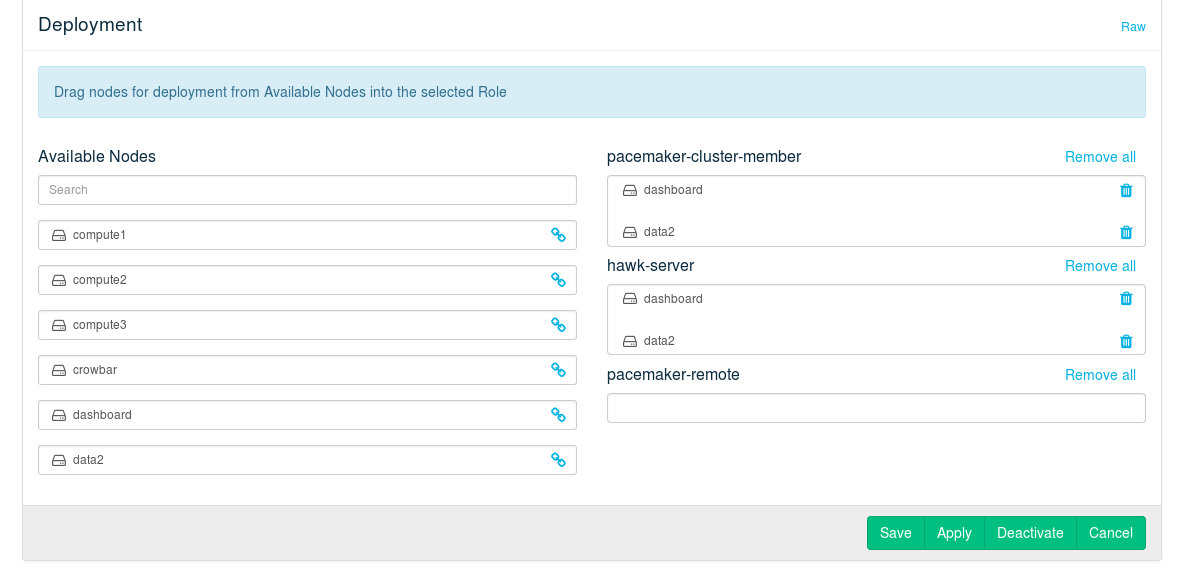 Deployment
Raw
Drag nodes for deployment from Available Nodes into the selected Role
Available Nodes
Search
compute1
compute2
compute3
crowbar
dashboard
data2
pacemaker-cluster-member
Remove all
dashboard
data2
hawk-server
Remove all
dashboard
data2
pacemaker-remote
Remove all
Save
Apply
Deactivate
Cancel